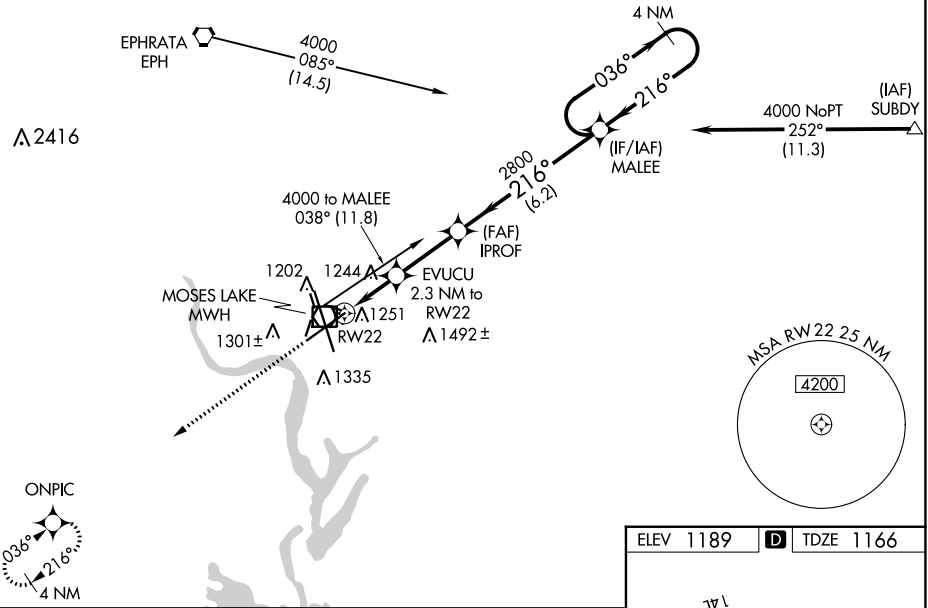 4 NM
EPHRATA
EPH
4000
085°
(14.5)
036°
216°
(IAF)
SUBDY
4000 NoPT
252°
(11.3)
2416
(IF/IAF)
MALEE
2800
216°
(6.2)
4000 to MALEE
038° (11.8)
(FAF)
IPROF
1202
1244
EVUCU
2.3 NM to
RW22
MOSES LAKE
MWH
1251
RW22
1301±
1492±
1335
MSA RW22 25 NM
4200
ONPIC
036°
216°
4 NM
ELEV 1189 D TDZE 1166
14L